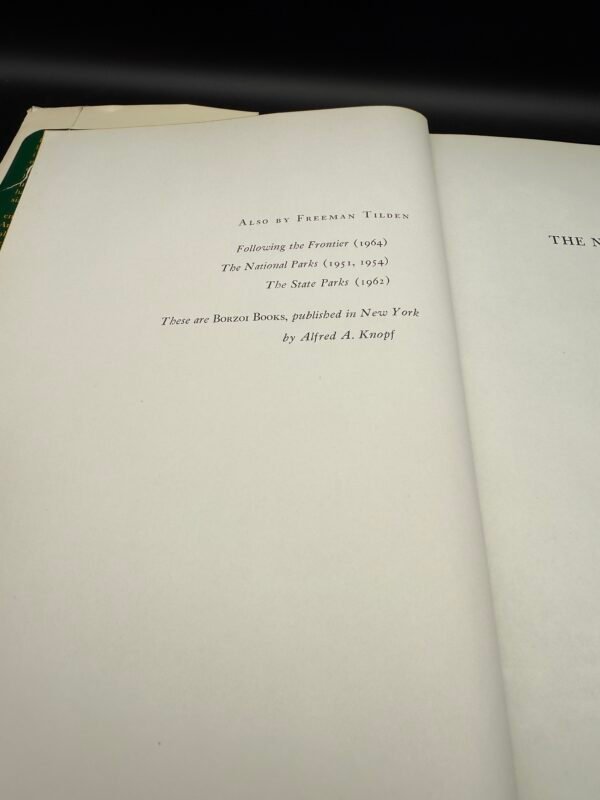 Also by Freeman Tilden
Following the Frontier (1964)
The National Parks (1951, 1954)
The State Parks (1962)
These are Borzoi Books, published in New York
by Alfred A. Knopf
THE N